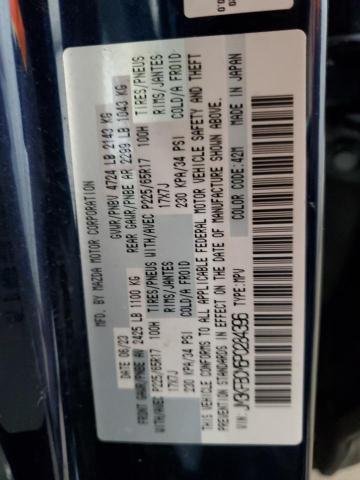 MFD. BY MAZDA MOTOR CORPORATION
DATE: 06/23
GVWR/PNBV 4724 LB 2143 KG
FRONT GAWR/PNBE AV 2425 LB 1100 KG
REAR GAWR/PNBE AR 2299 LB 1043 KG
WITH/AVEC P225/65R17 100H TIRES/PNEUS
WITH/AVEC P225/65R17 100H TIRES/PNEUS
17X7J RIMS/JANTES
17X7J RIMS/JANTES
230 KPA/34 PSI COLD/A FROID
230 KPA/34 PSI COLD/A FROID
THIS VEHICLE CONFORMS TO ALL APPLICABLE FEDERAL MOTOR VEHICLE SAFETY AND THEFT
PREVENTION STANDARDS IN EFFECT ON THE DATE OF MANUFACTURE SHOWN ABOVE.
VIN: TYPE: MPV
COLOR CODE: 42M
MADE IN JAPAN